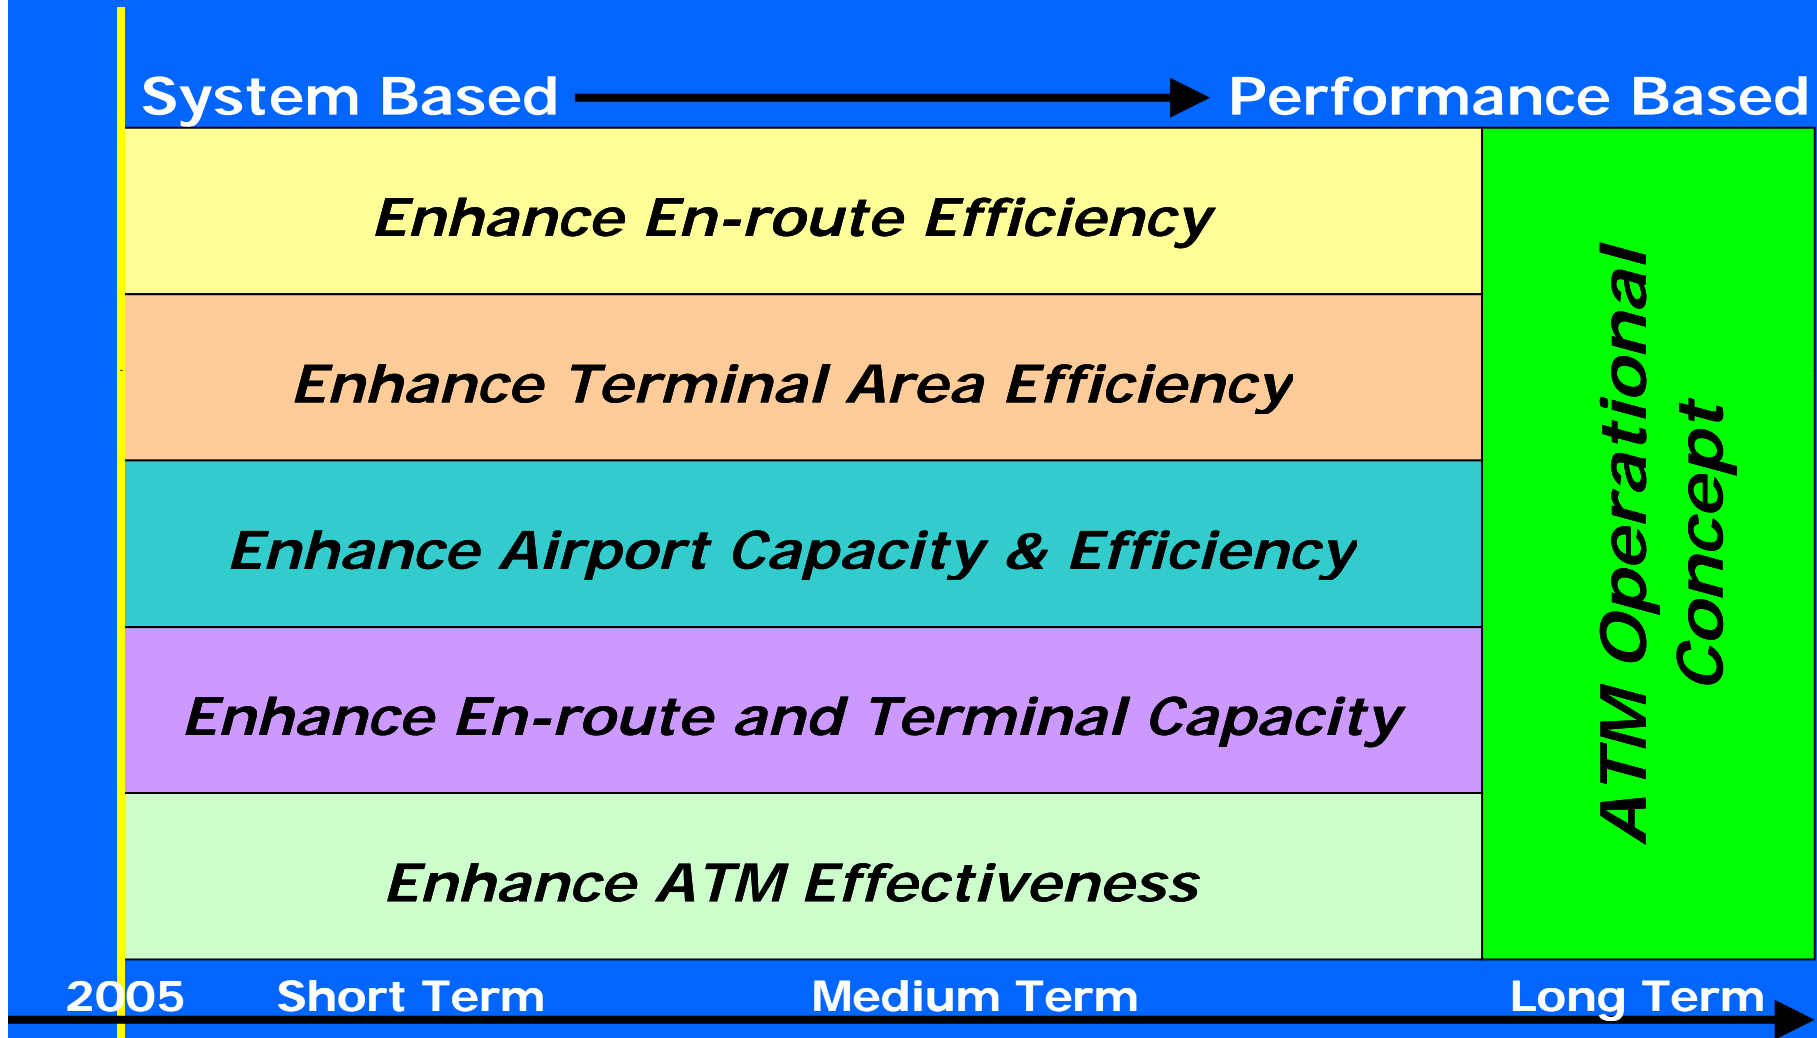 System Based
Performance Based
Enhance En-route Efficiency
Enhance Terminal Area Efficiency
Enhance Airport Capacity & Efficiency
Enhance En-route and Terminal Capacity
Enhance ATM Effectiveness
ATM Operational
Concept
2005
Short Term
Medium Term
Long Term